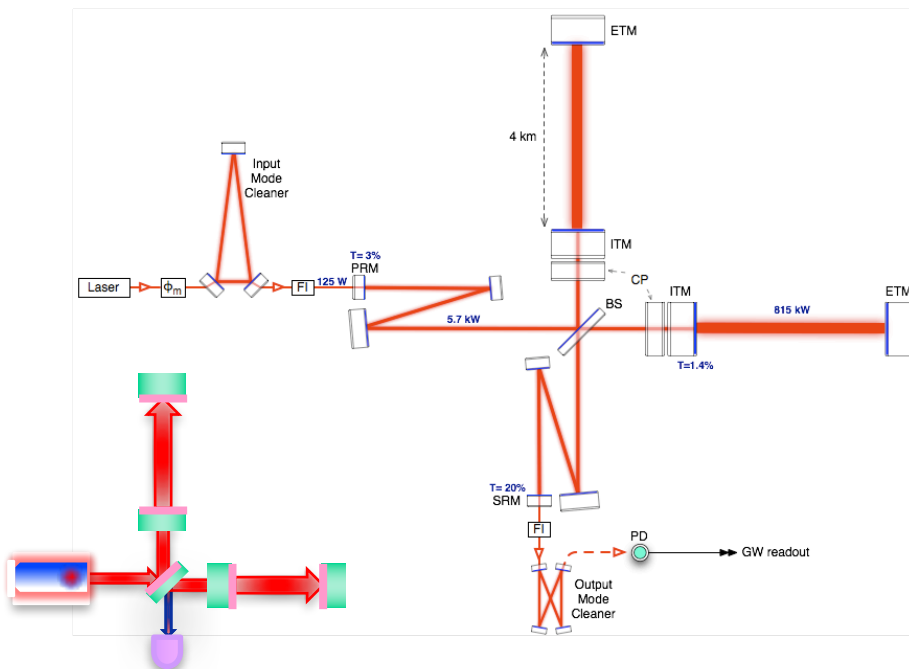 ETM
4 km
Input
Mode
Cleaner
ITM
T= 3%
PRM
CP
ITM
ETM
Laser
Φm
FI
125 W
BS
5.7 kW
815 kW
T=1.4%
T= 20%
SRM
FI
PD
GW readout
Output
Mode
Cleaner